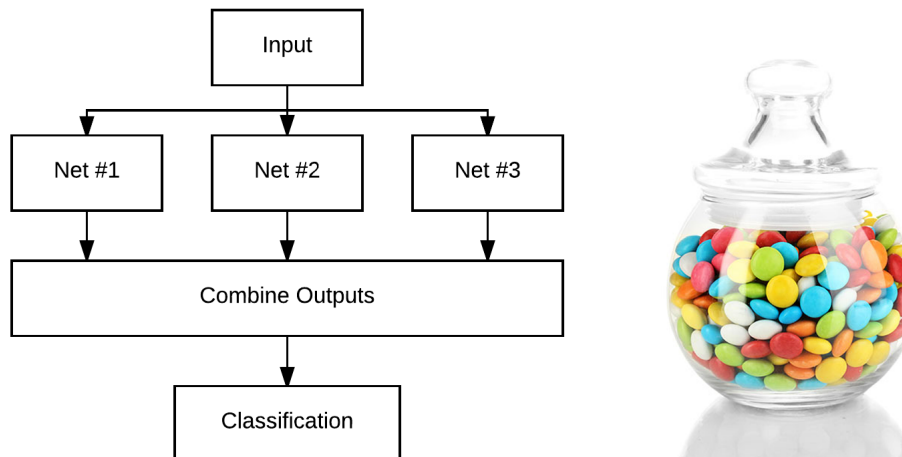 Input
Net #1
Net #2
Net #3
Combine Outputs
Classification